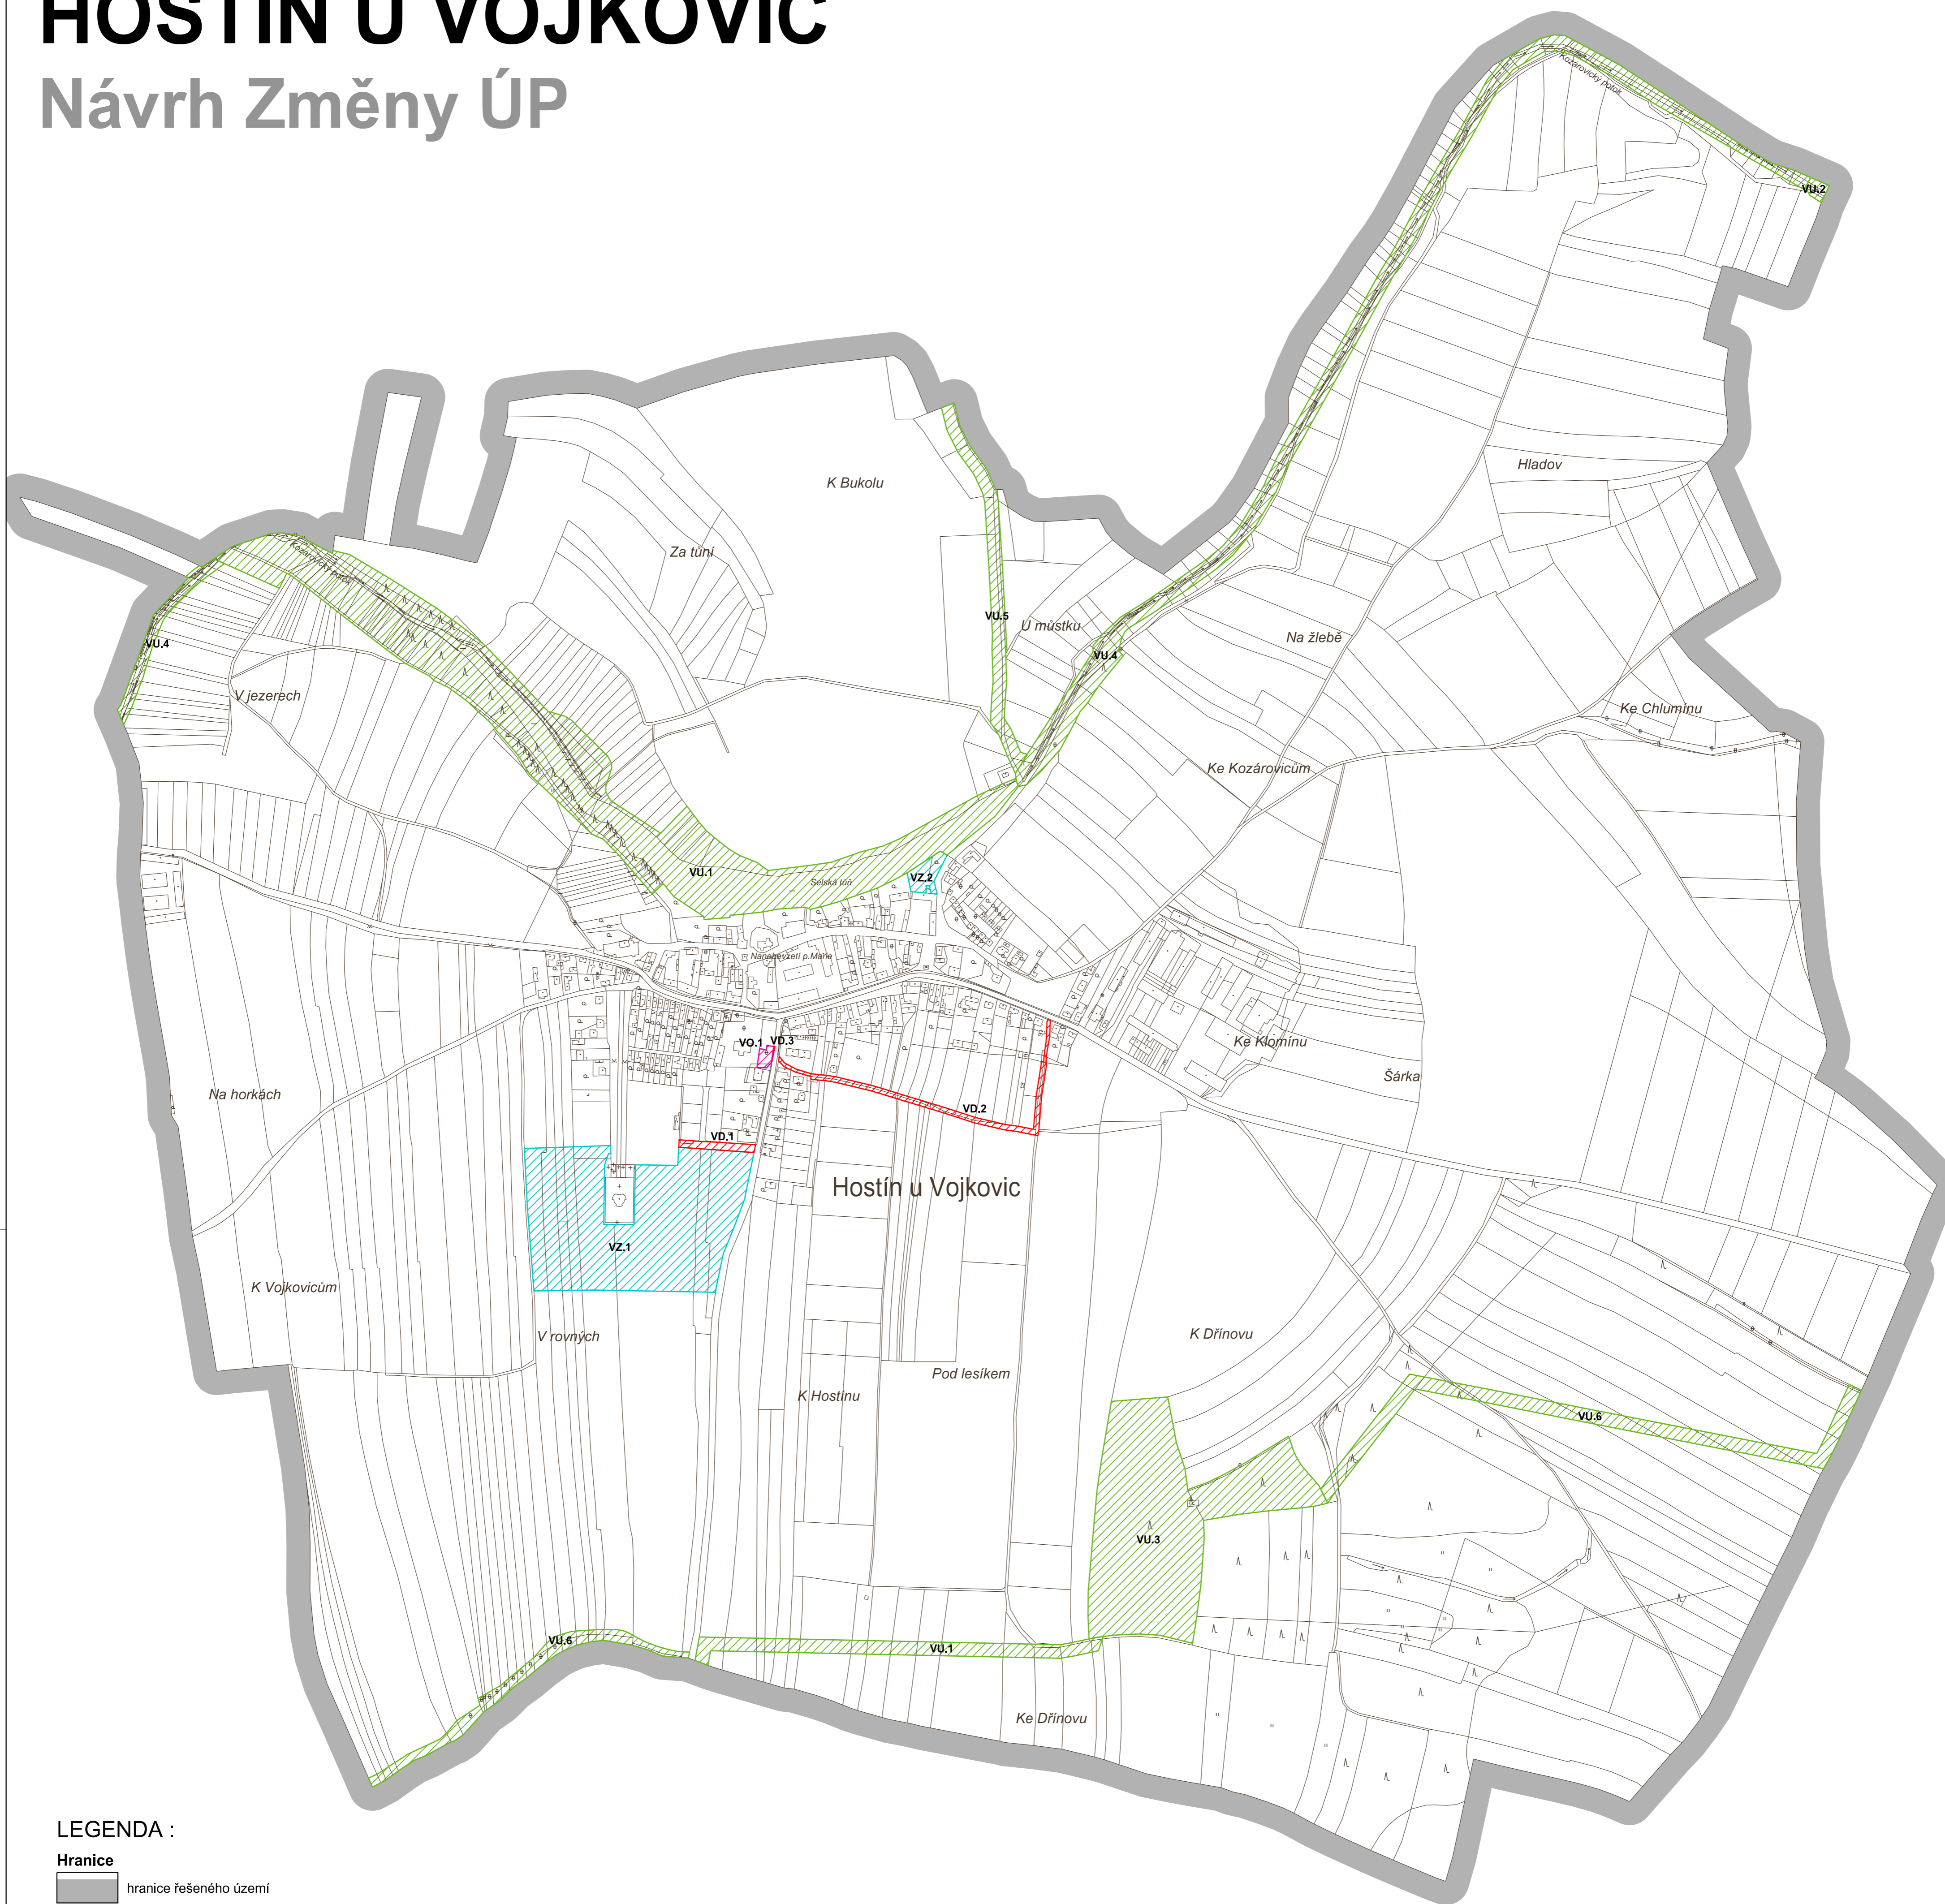 HOSTÍN U VOJKOVIC
Návrh Změny ÚP
Kozárovický potok
VU.2
Hladov
K Bukolu
Za tůní
Kozárovický potok
VU.5
U můstku
VU.4
Na žlebě
VU.4
V jezerech
Ke Chlumínu
Ke Kozárovicům
VU.1
Selská tůň
VZ.2
Nanebevzetí p.Marie
VO.1
VD.3
Ke Klomínu
Šárka
Na horkách
VD.2
VD.1
Hostín u Vojkovic
VZ.1
K Vojkovicům
V rovných
K Dřínovu
Pod lesíkem
K Hostínu
VU.6
VU.3
VU.6
VU.1
Ke Dřínovu
LEGENDA :
Hranice
hranice řešeného území